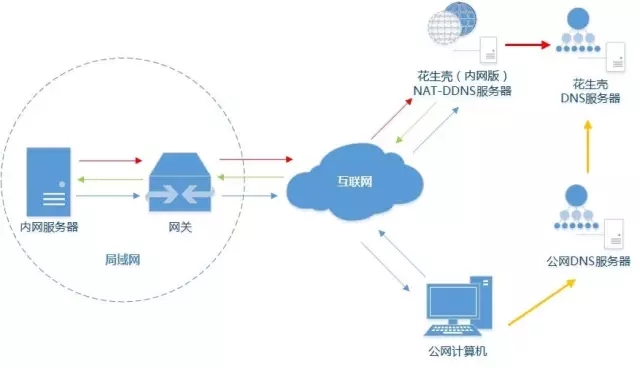 花生壳（内网版）
NAT-DDNS服务器
花生壳
DNS服务器
互联网
内网服务器
网关
局域网
公网DNS服务器
公网计算机